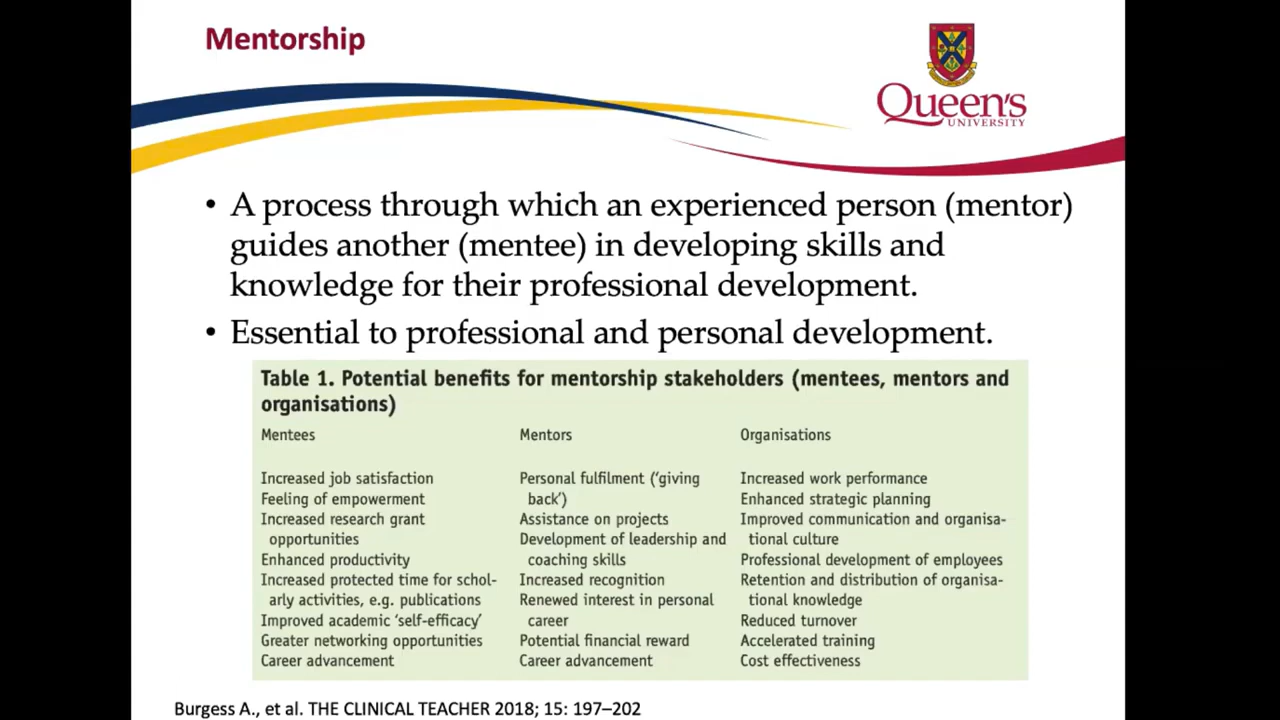 Mentorship
Queen's
UNIVERSITY
• A process through which an experienced person (mentor)
guides another (mentee) in developing skills and
knowledge for their professional development.
• Essential to professional and personal development.
Table 1. Potential benefits for mentorship stakeholders (mentees, mentors and
organisations)
Mentees
Increased job satisfaction
Feeling of empowerment
Increased research grant
opportunities
Enhanced productivity
Increased protected time for schol-
arly activities, e.g. publications
Improved academic ‘self-efficacy’
Greater networking opportunities
Career advancement
Mentors
Personal fulfilment (‘giving
back’)
Assistance on projects
Development of leadership and
coaching skills
Increased recognition
Renewed interest in personal
career
Potential financial reward
Career advancement
Organisations
Increased work performance
Enhanced strategic planning
Improved communication and organisa-
tional culture
Professional development of employees
Retention and distribution of organisa-
tional knowledge
Reduced turnover
Accelerated training
Cost effectiveness
Burgess A., et al. THE CLINICAL TEACHER 2018; 15: 197–202